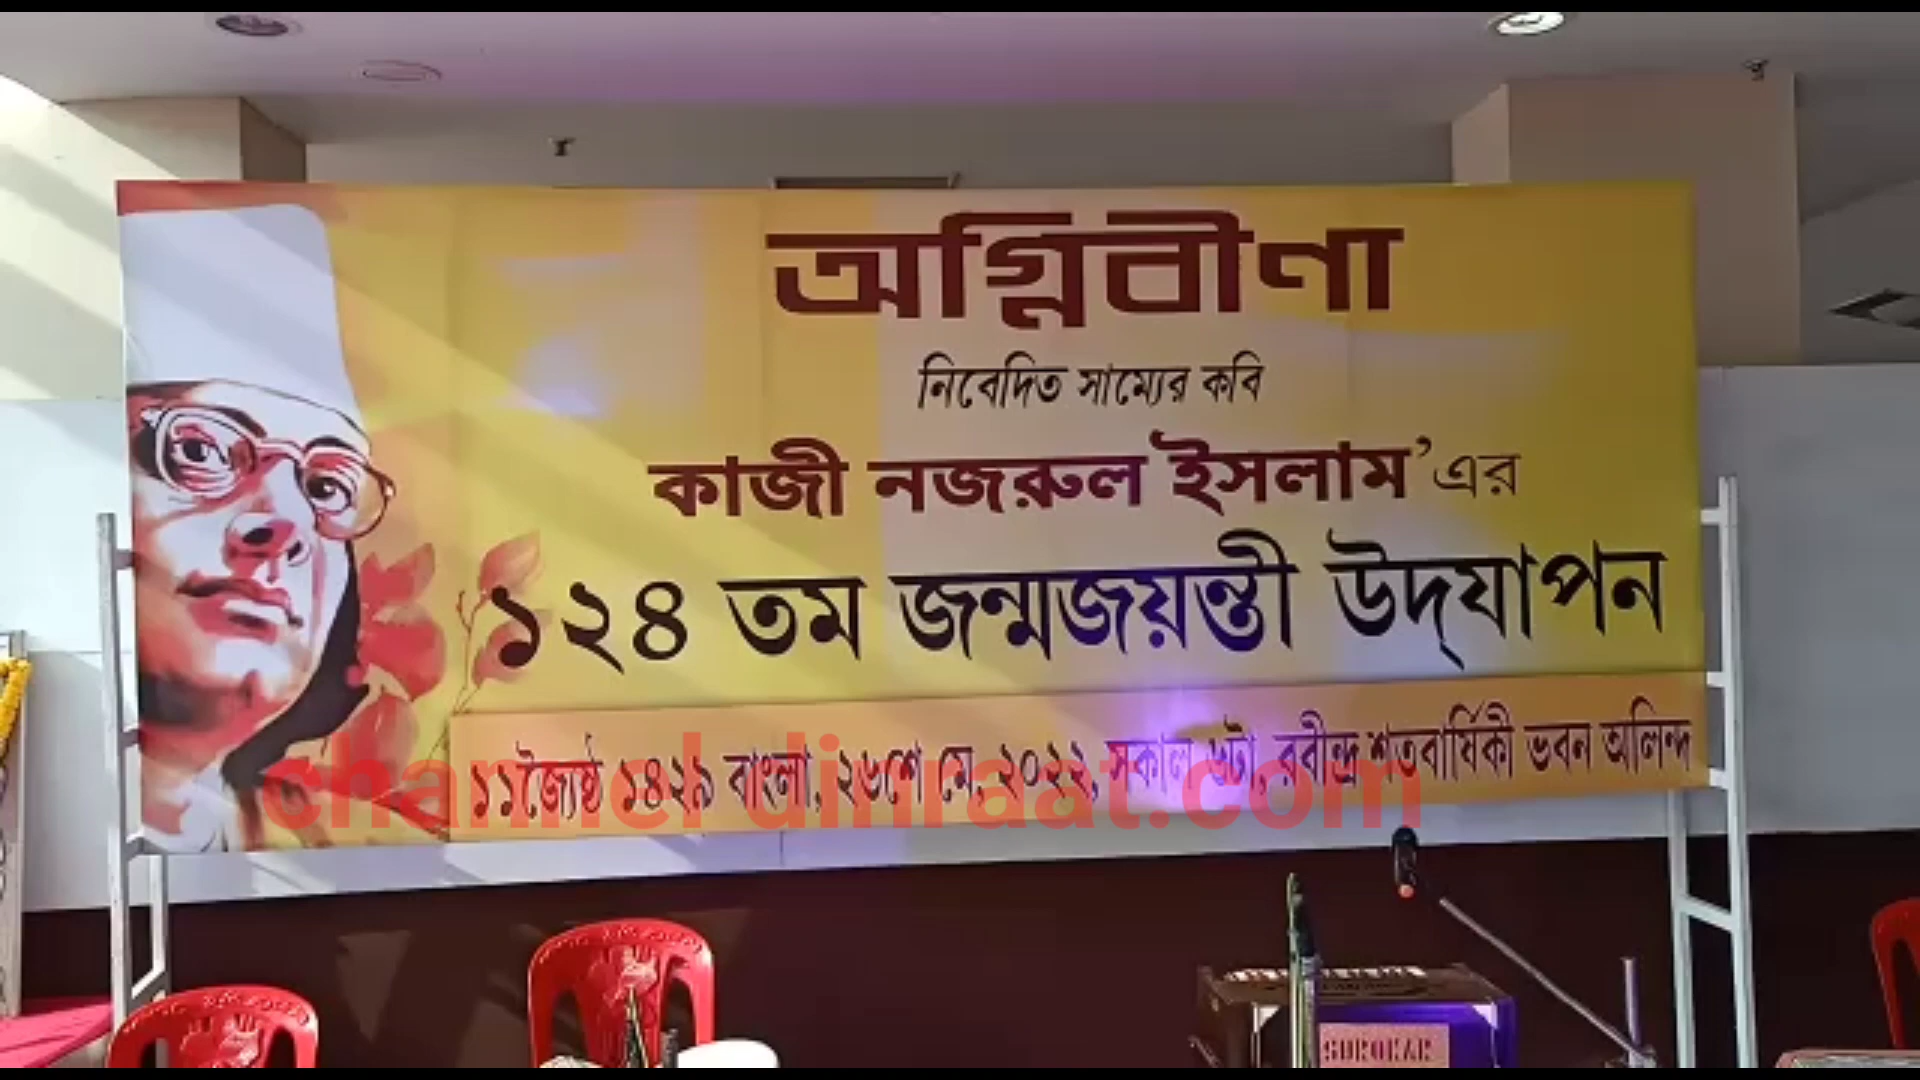 অগ্নিবীণা
নিবেদিত সাম্যের কবি
কাজী নজরুল ইসলাম'এর
১২৪ তম জন্মজয়ন্তী উদ্‌যাপন
১১জ্যৈষ্ঠ ১৪২৯ বাংলা, ২৬শে মে, ২০২২, সকাল ৬টা, রবীন্দ্র শতবার্ষিকী ভবন অলিন্দ
channel dinraat.com
SUROKAR